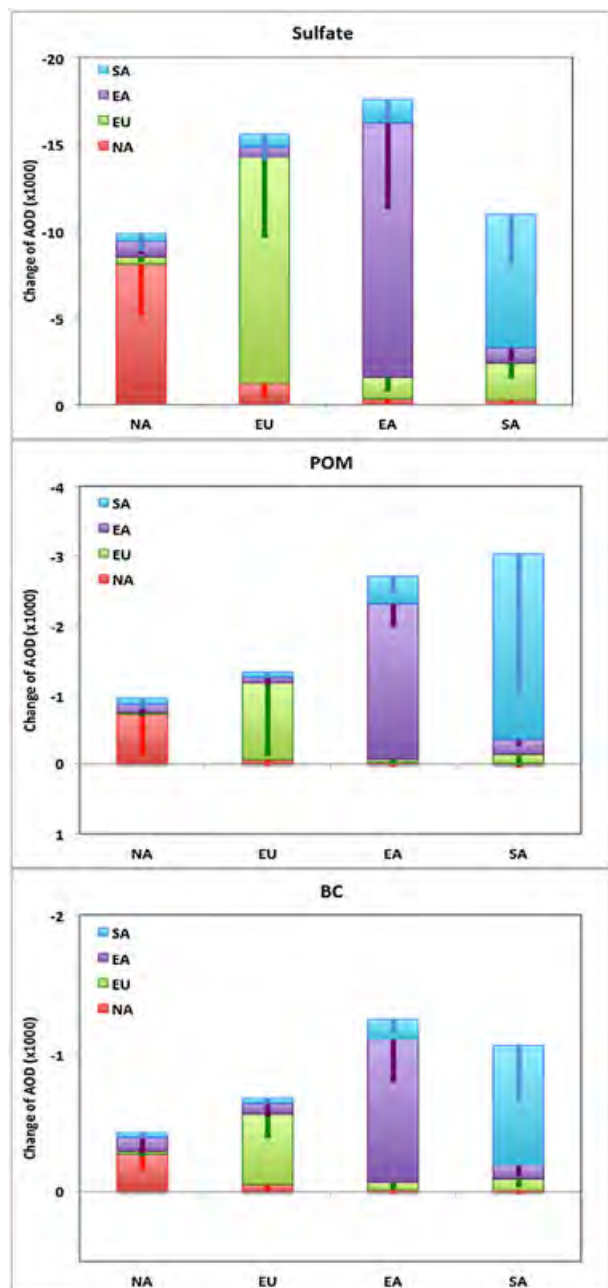 Sulfate
-20
-15
-10
-5
0
Change of AOD (x1000)
SA
EA
EU
NA
NA EU EA SA
POM
-4
-3
-2
-1
0
1
Change of AOD (x1000)
SA
EA
EU
NA
NA EU EA SA
BC
-2
-1
0
Change of AOD (x1000)
SA
EA
EU
NA
NA EU EA SA